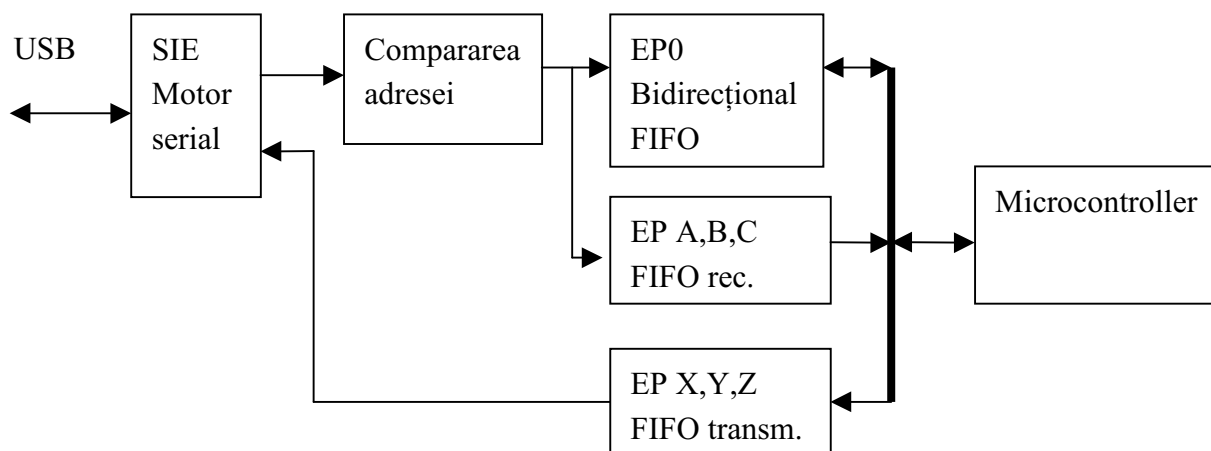 USB
SIE
Motor
serial
Compararea
adresei
EP0
Bidirecțional
FIFO
EP A,B,C
FIFO rec.
EP X,Y,Z
FIFO transm.
Microcontroller